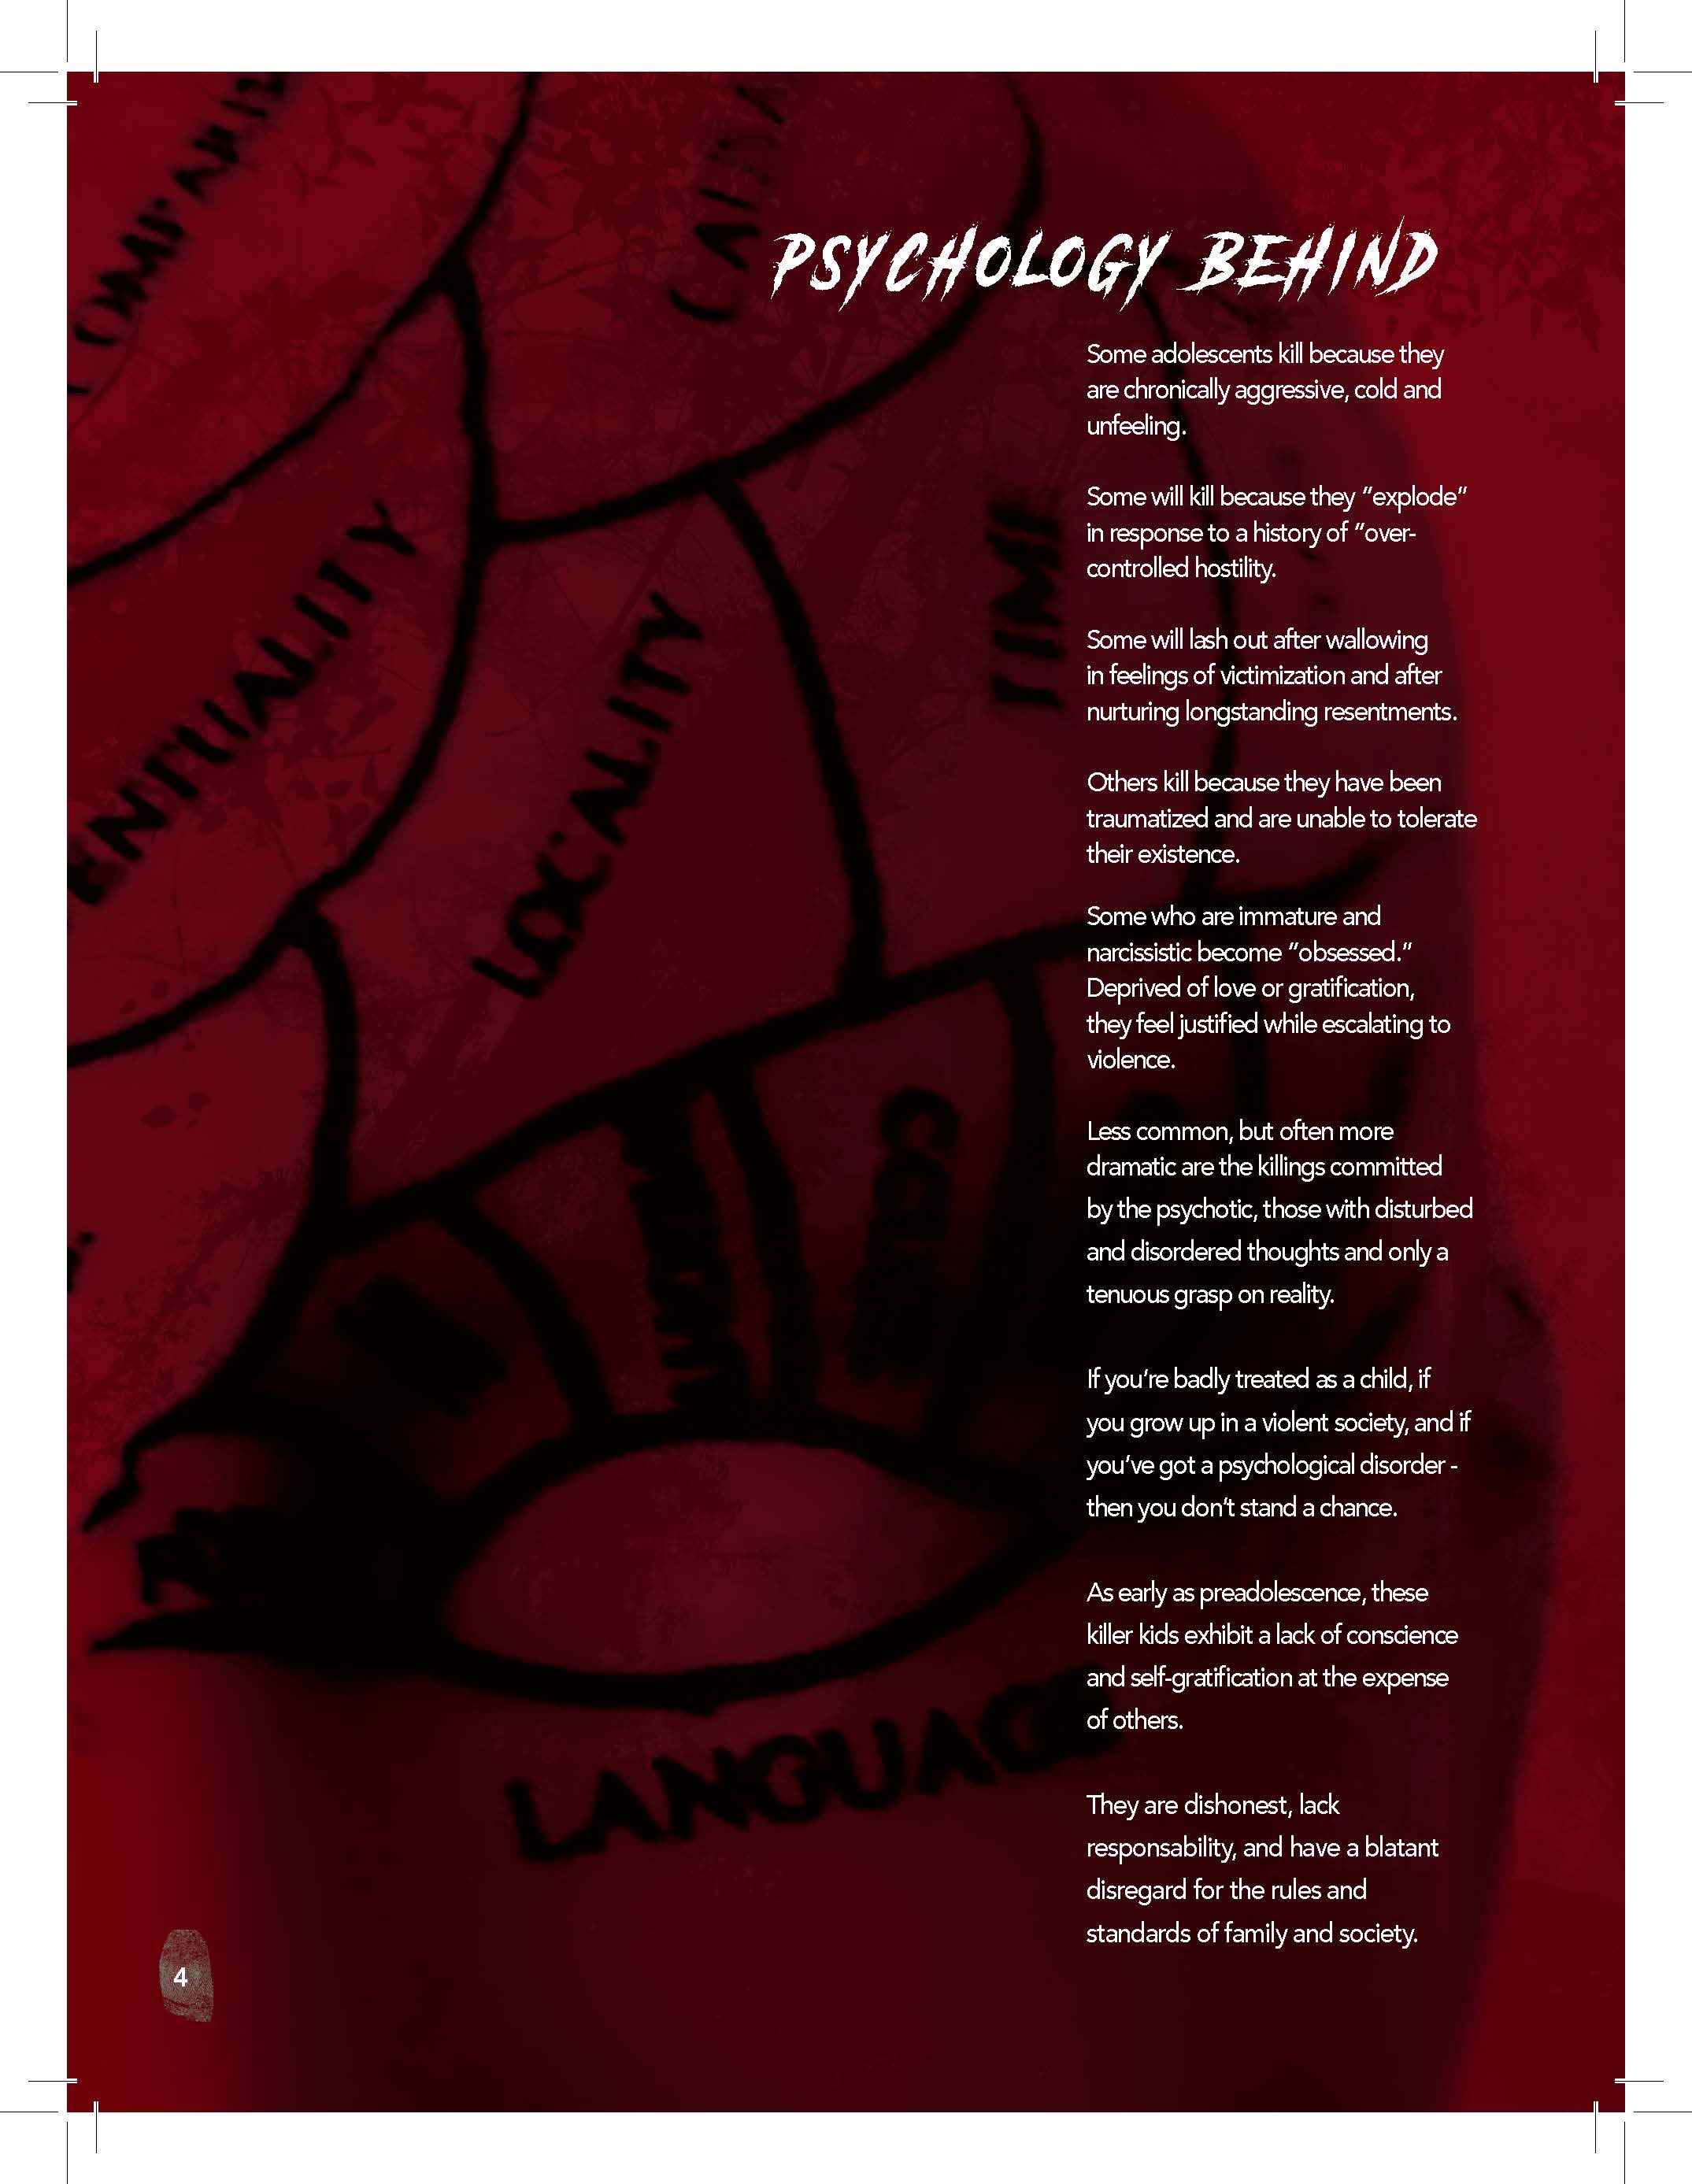 PSYCHOLOGY BEHIND
Some adolescents kill because they
are chronically aggressive, cold and
unfeeling.
Some will kill because they "explode"
in response to a history of "over-
controlled hostility.
Some will lash out after wallowing
in feelings of victimization and after
nurturing longstanding resentments.
Others kill because they have been
traumatized and are unable to tolerate
their existence.
Some who are immature and
narcissistic become "obsessed."
Deprived of love or gratification,
they feel justified while escalating to
violence.
Less common, but often more
dramatic are the killings committed
by the psychotic, those with disturbed
and disordered thoughts and only a
tenuous grasp on reality.
If you're badly treated as a child, if
you grow up in a violent society, and if
you've got a psychological disorder -
then you don't stand a chance.
As early as preadolescence, these
killer kids exhibit a lack of conscience
and self-gratification at the expense
of others.
They are dishonest, lack
responsability, and have a blatant
disregard for the rules and
standards of family and society.
LOCALITY
4